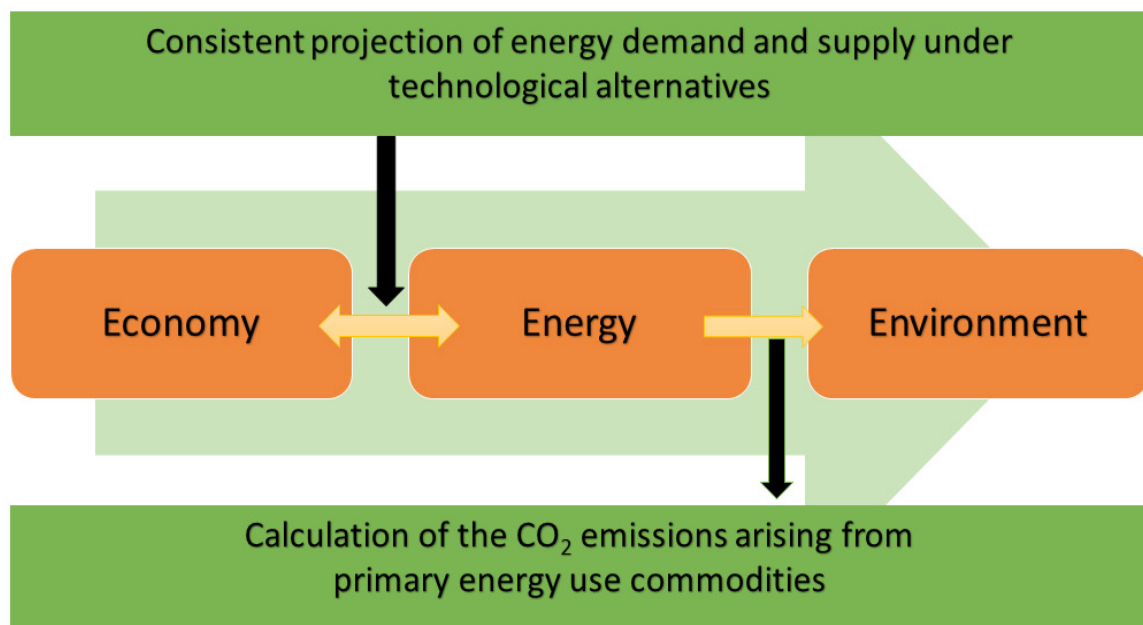 Consistent projection of energy demand and supply under
technological alternatives
Economy
Energy
Environment
Calculation of the CO₂ emissions arising from
primary energy use commodities